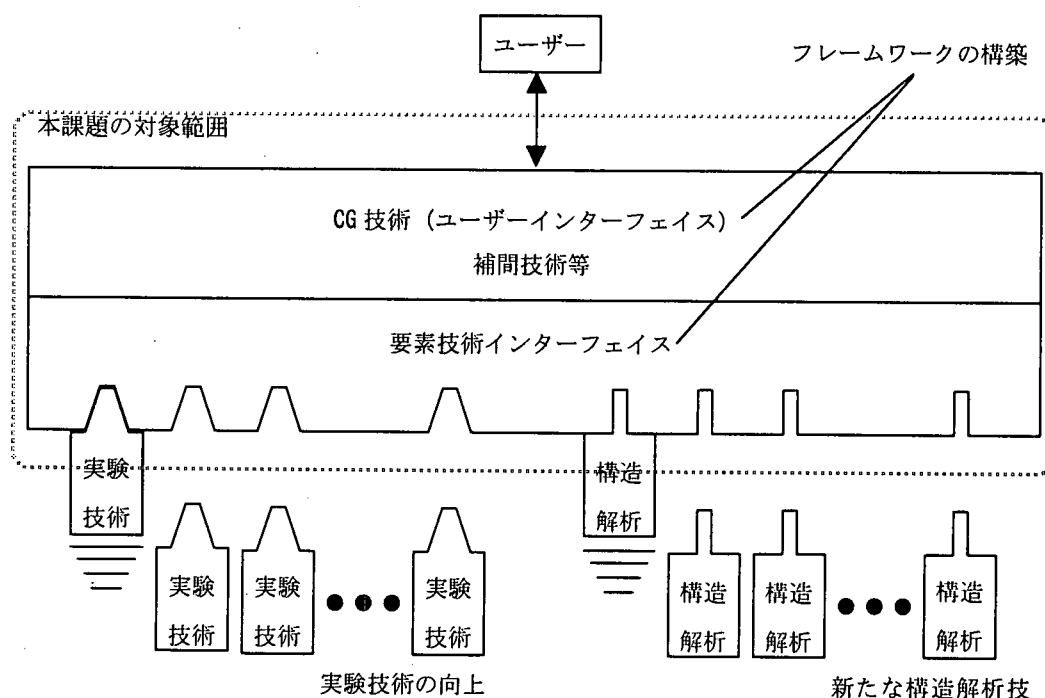 ユーザー
フレームワークの構築
本課題の対象範囲
CG 技術（ユーザーインターフェイス）
補間技術等
要素技術インターフェイス
実験
技術
構造
解析
実験
技術
実験
技術
実験
技術
構造
解析
構造
解析
構造
解析
実験技術の向上
新たな構造解析技